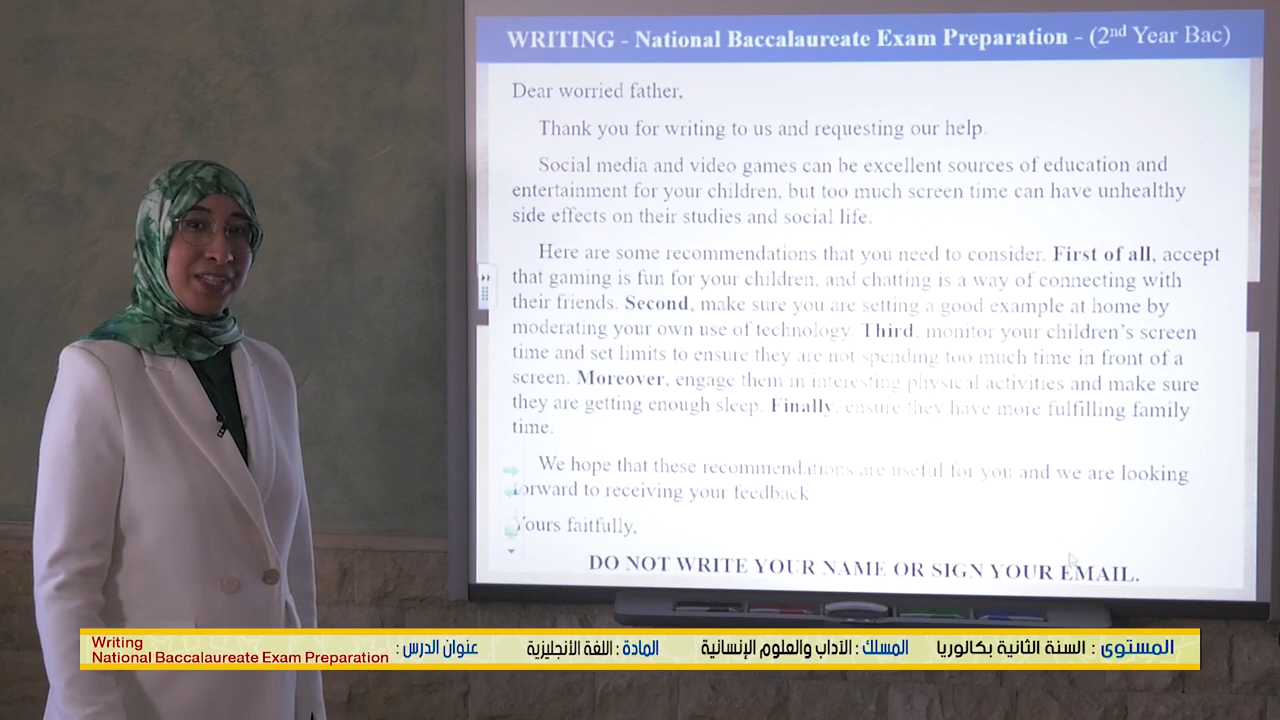 WRITING - National Baccalaureate Exam Preparation - (2nd Year Bac)
Dear worried father,
Thank you for writing to us and requesting our help.
Social media and video games can be excellent sources of education and
entertainment for your children, but too much screen time can have unhealthy
side effects on their studies and social life.
Here are some recommendations that you need to consider. First of all, accept
that gaming is fun for your children, and chatting is a way of connecting with
their friends. Second, make sure you are setting a good example at home by
moderating your own use of technology. Third, monitor your children's screen
time and set limits to ensure they are not spending too much time in front of a
screen. Moreover, engage them in interesting physical activities and make sure
they are getting enough sleep. Finally, ensure they have more fulfilling family
time.
We hope that these recommendations are useful for you and we are looking
forward to receiving your feedback.
Yours faithfully,
DO NOT WRITE YOUR NAME OR SIGN YOUR EMAIL.
المستوى : السنة الثانية بكالوريا
المسلك : الآداب والعلوم الإنسانية
المادة : اللغة الأنجليزية
عنوان الدرس :
Writing
National Baccalaureate Exam Preparation